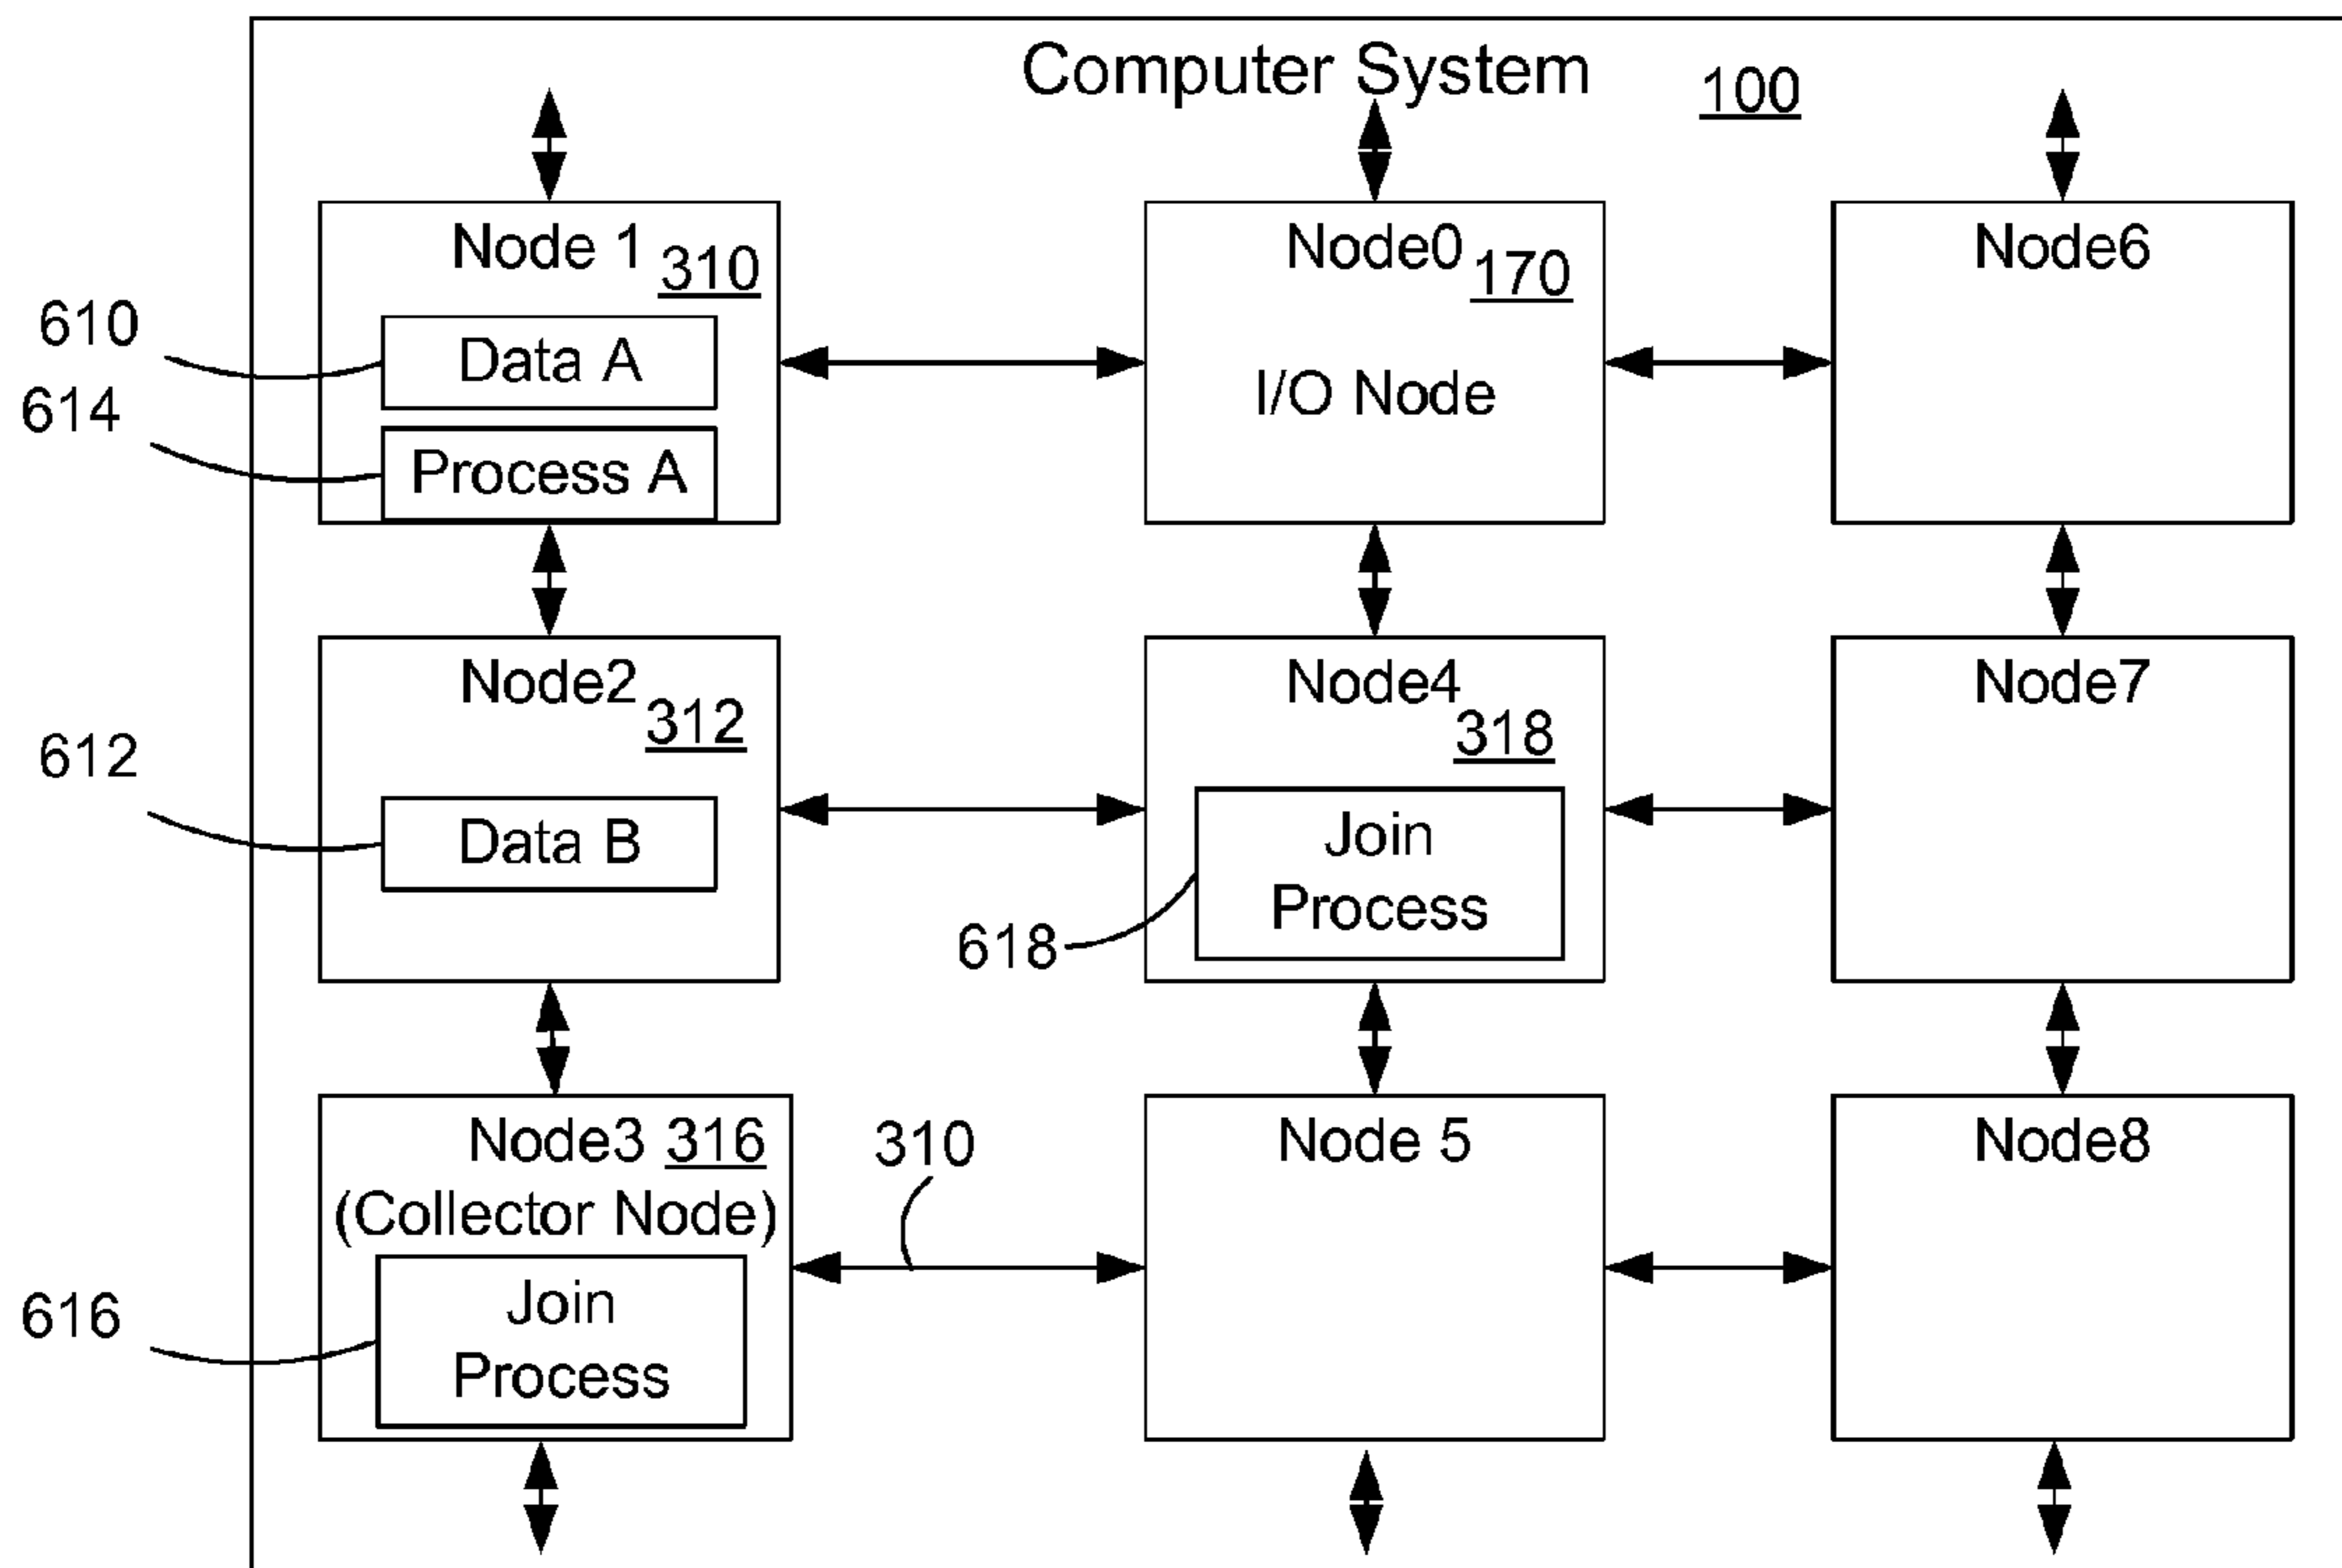 Computer System 100
Node 1 310
Node0 170
Node6
610
Data A
I/O Node
614
Process A
Node2 312
Node4 318
Node7
612
Data B
Join
Process
618
Node3 316
(Collector Node)
310
Node 5
Node8
616
Join
Process